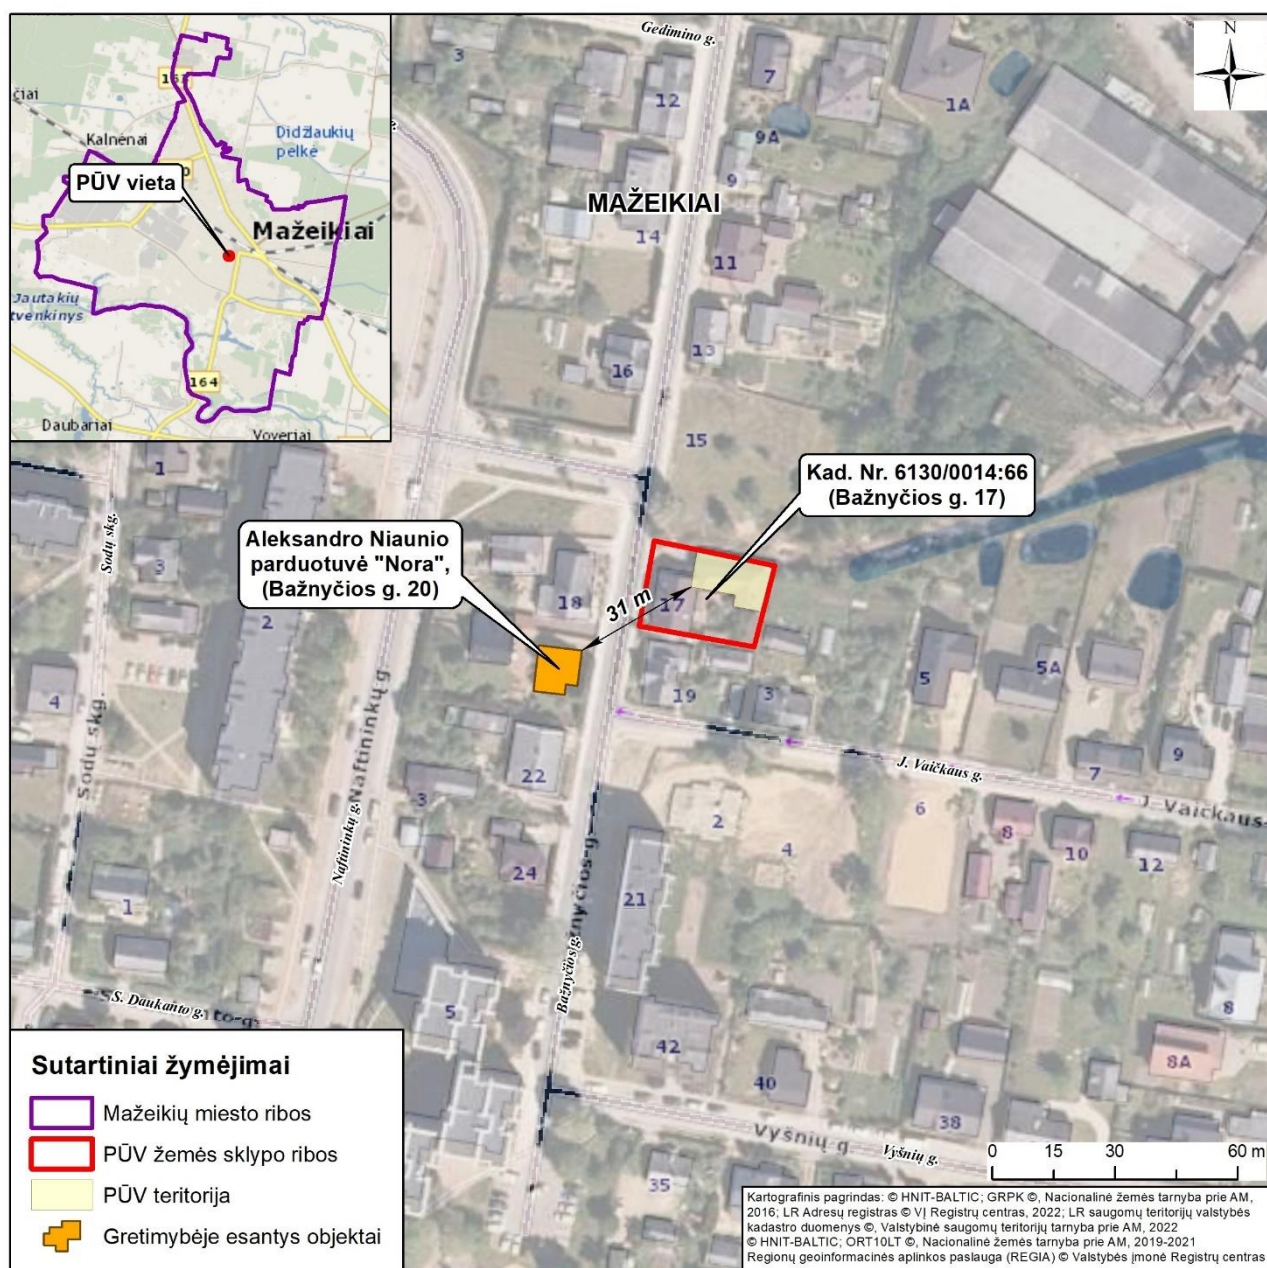 Gedimino g.
N
3
7
12
1A
9A
9
14
11
13
16
15
MAŽEIKIAI
čiai
Kalnėnai
Didžlaukių
pelkė
PŪV vieta
Mažeikiai
Jautakių
tvenkinys
164
Daubariai
Voveriai
Kad. Nr. 6130/0014:66
(Bažnyčios g. 17)
Aleksandro Niaunio
parduotuvė "Nora",
(Bažnyčios g. 20)
31 m
17
18
1
3
2
4
Sodų skg.
Sodų skg.
Naftininkų g
Naftininkų g.
19
3
5
5A
7
9
J. Vaičkaus g.
J. Vaičkaus
22
3
24
2
4
6
8
10
12
21
1
Bažnyčios g.
S. Daukanto g.
5
42
40
38
8
8A
35
Vyšnių g
Vyšnių g.
0 15 30 60 m
Sutartiniai žymėjimai
Mažeikių miesto ribos
PŪV žemės sklypo ribos
PŪV teritorija
Gretimybėje esantys objektai
Kartografinis pagrindas: © HNIT-BALTIC; GRPK ©, Nacionalinė žemės tarnyba prie AM,
2016; LR Adresų registras © VĮ Registrų centras, 2022; LR saugomų teritorijų valstybės
kadastro duomenys ©, Valstybinė saugomų teritorijų tarnyba prie AM, 2022
© HNIT-BALTIC; ORT10LT ©, Nacionalinė žemės tarnyba prie AM, 2019-2021
Regionų geoinformacinės aplinkos paslauga (REGIA) © Valstybės įmonė Registrų centras